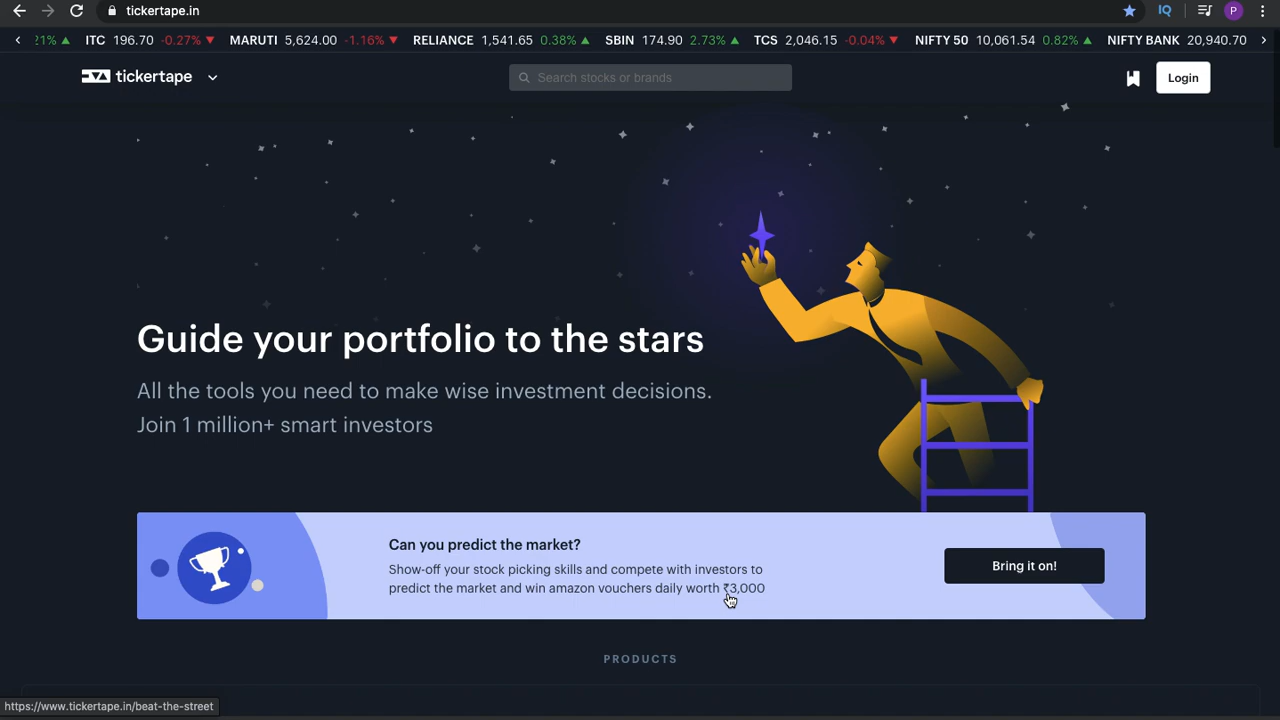 tickertape.in
IQ
P
21% ▲ ITC 196.70 -0.27% ▼ MARUTI 5,624.00 -1.16% ▼ RELIANCE 1,541.65 0.38% ▲ SBIN 174.90 2.73% ▲ TCS 2,046.15 -0.04% ▼ NIFTY 50 10,061.54 0.82% ▲ NIFTY BANK 20,940.70
tickertape
Search stocks or brands
Login
Guide your portfolio to the stars
All the tools you need to make wise investment decisions.
Join 1 million+ smart investors
Can you predict the market?
Show-off your stock picking skills and compete with investors to
predict the market and win amazon vouchers daily worth ₹3,000
Bring it on!
PRODUCTS
https://www.tickertape.in/beat-the-street